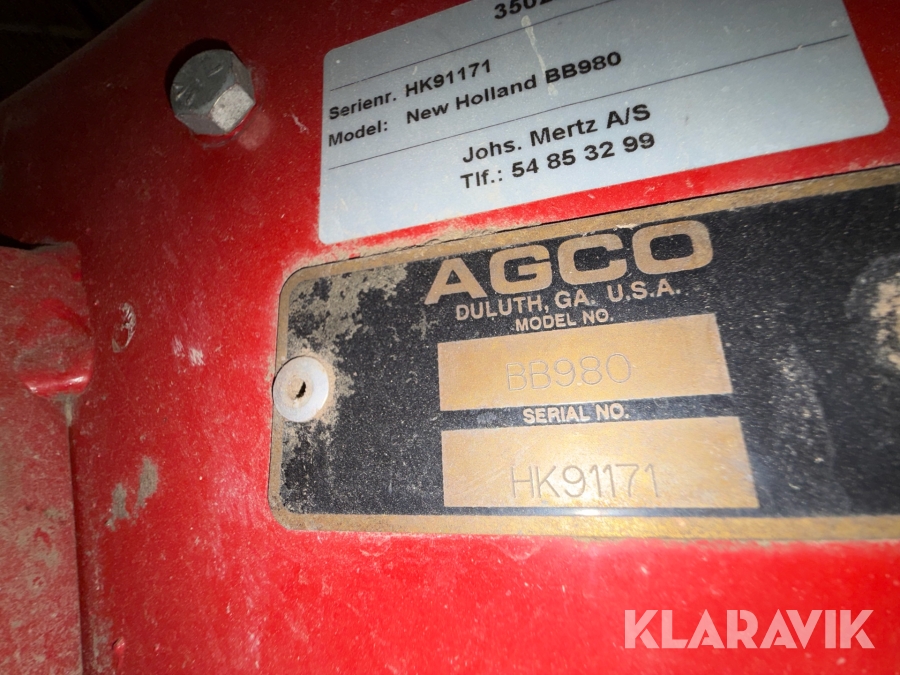 Serienr. HK91171
Model: New Holland BB980
Johs. Mertz A/S
Tlf.: 54 85 32 99
AGCO
DULUTH, GA. U.S.A.
MODEL NO.
BB980
SERIAL NO.
HK91171
KLARAVIK